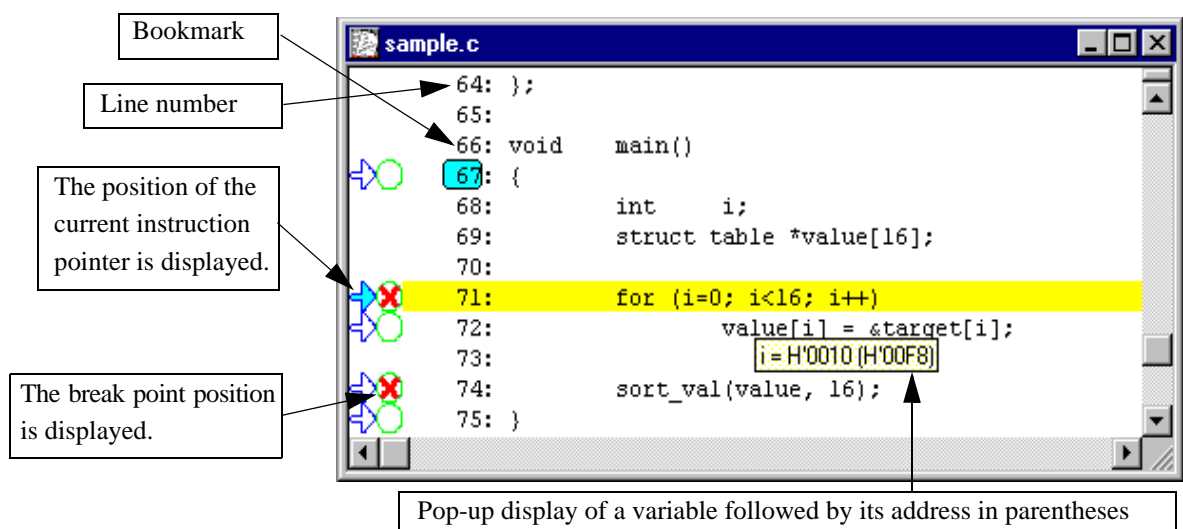 Bookmark
sample.c
64: };
Line number
65:
66: void main()
67: {
The position of the
current instruction
pointer is displayed.
68: int i;
69: struct table *value[16];
70:
71: for (i=0; i<16; i++)
72: value[i] = &target[i];
73:
i = H'0010 (H'00F8)
The break point position
is displayed.
74: sort_val(value, 16);
75: }
Pop-up display of a variable followed by its address in parentheses